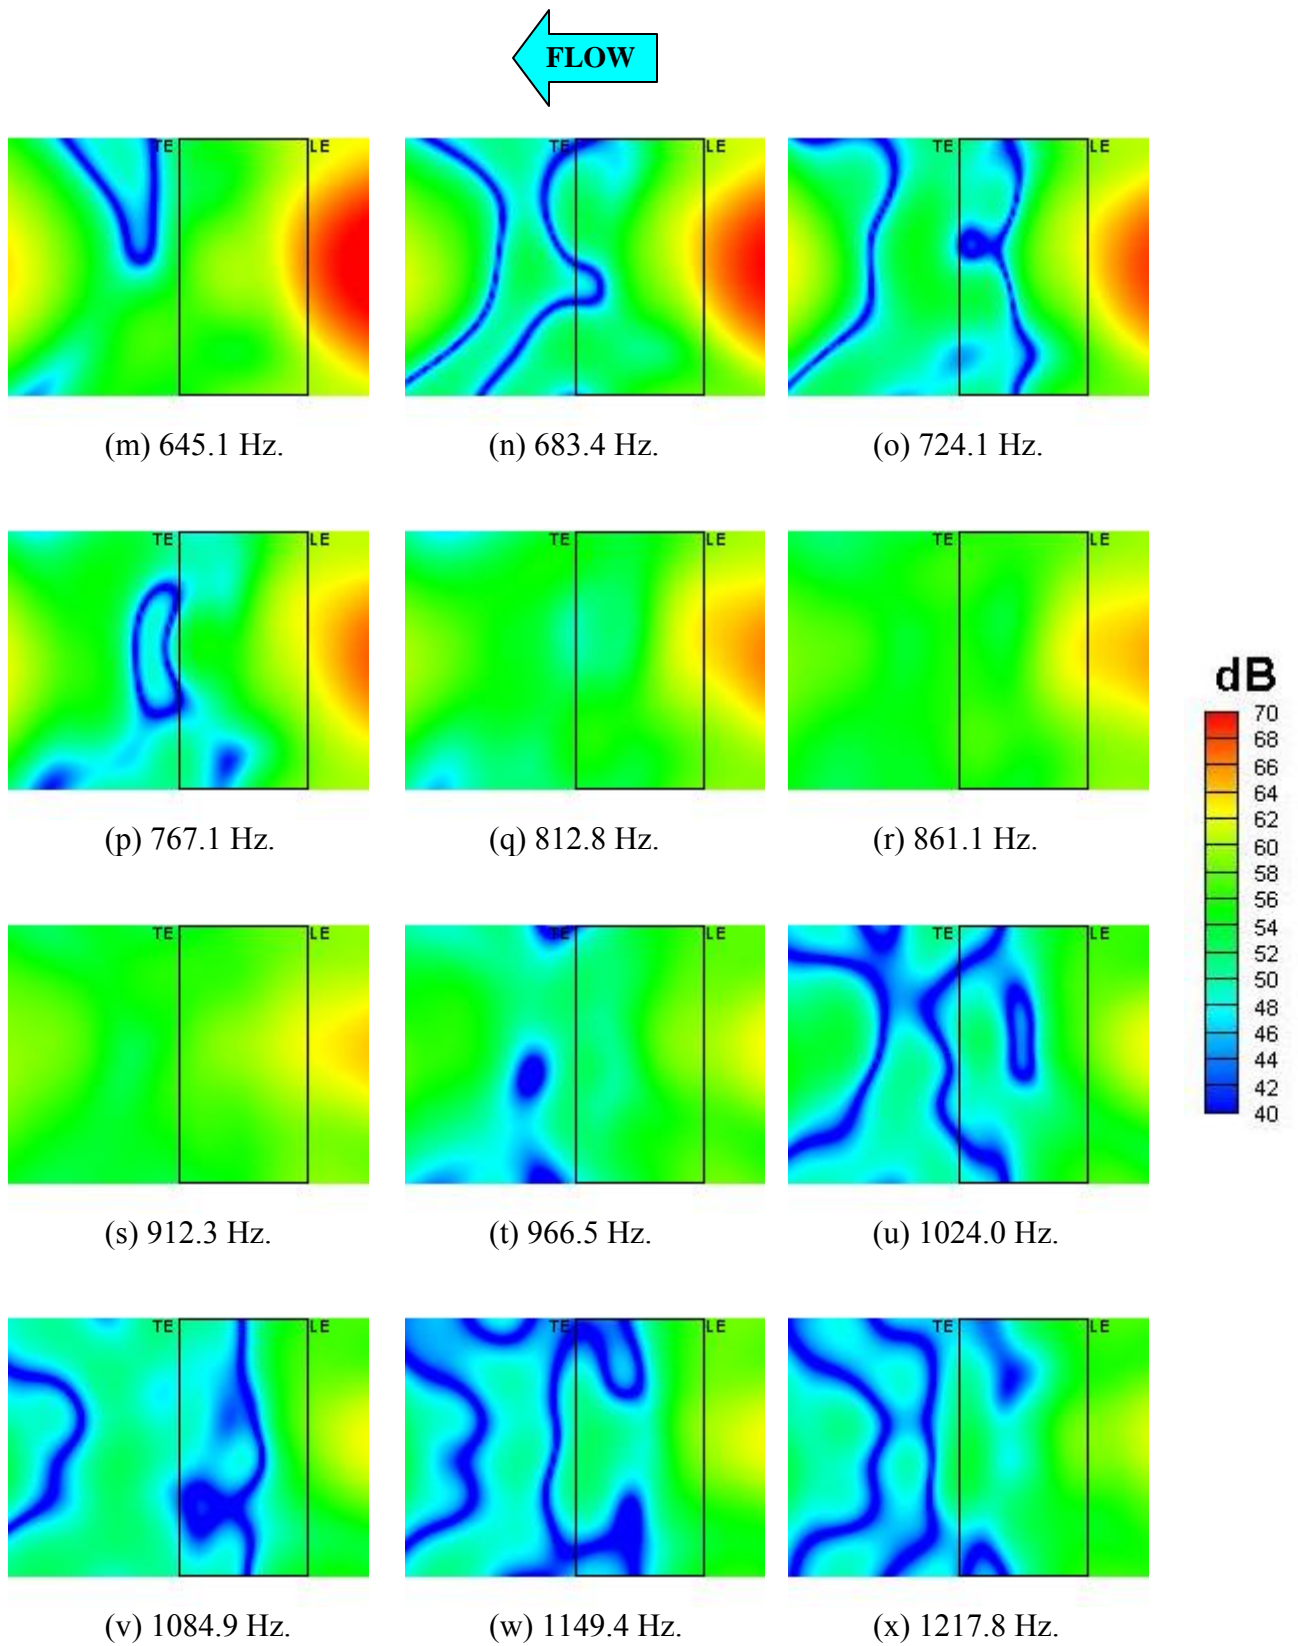 FLOW
TE LE TE LE TE LE
(m) 645.1 Hz. (n) 683.4 Hz. (o) 724.1 Hz.
TE LE TE LE TE LE
(p) 767.1 Hz. (q) 812.8 Hz. (r) 861.1 Hz.
TE LE TE LE TE LE
(s) 912.3 Hz. (t) 966.5 Hz. (u) 1024.0 Hz.
TE LE TE LE TE LE
(v) 1084.9 Hz. (w) 1149.4 Hz. (x) 1217.8 Hz.
dB
70
68
66
64
62
60
58
56
54
52
50
48
46
44
42
40